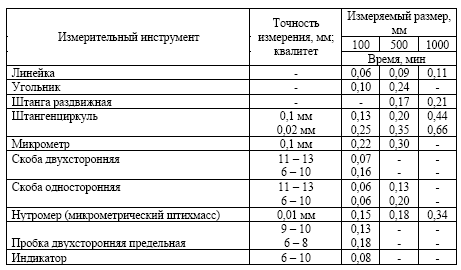 Измерительный инструмент Точность измерения, мм; квалитет Измеряемый размер, мм
100 500 1000
Время, мин
Линейка - 0,06 0,09 0,11
Угольник - 0,10 0,24 -
Штанга раздвижная - - 0,17 0,21
Штангенциркуль 0,1 мм 0,13 0,20 0,44
0,02 мм 0,25 0,35 0,66
Микрометр 0,1 мм 0,22 0,30 -
Скоба двухсторонняя 11 – 13 0,07 - -
6 – 10 0,16 - -
Скоба односторонняя 11 – 13 0,06 0,13 -
6 – 10 0,06 0,20 -
Нутромер (микрометрический штихмасс) 0,01 мм 0,15 0,18 0,34
9 – 10 0,13 - -
Пробка двухсторонняя предельная 6 – 8 0,18 - -
Индикатор 6 – 10 0,08 - -